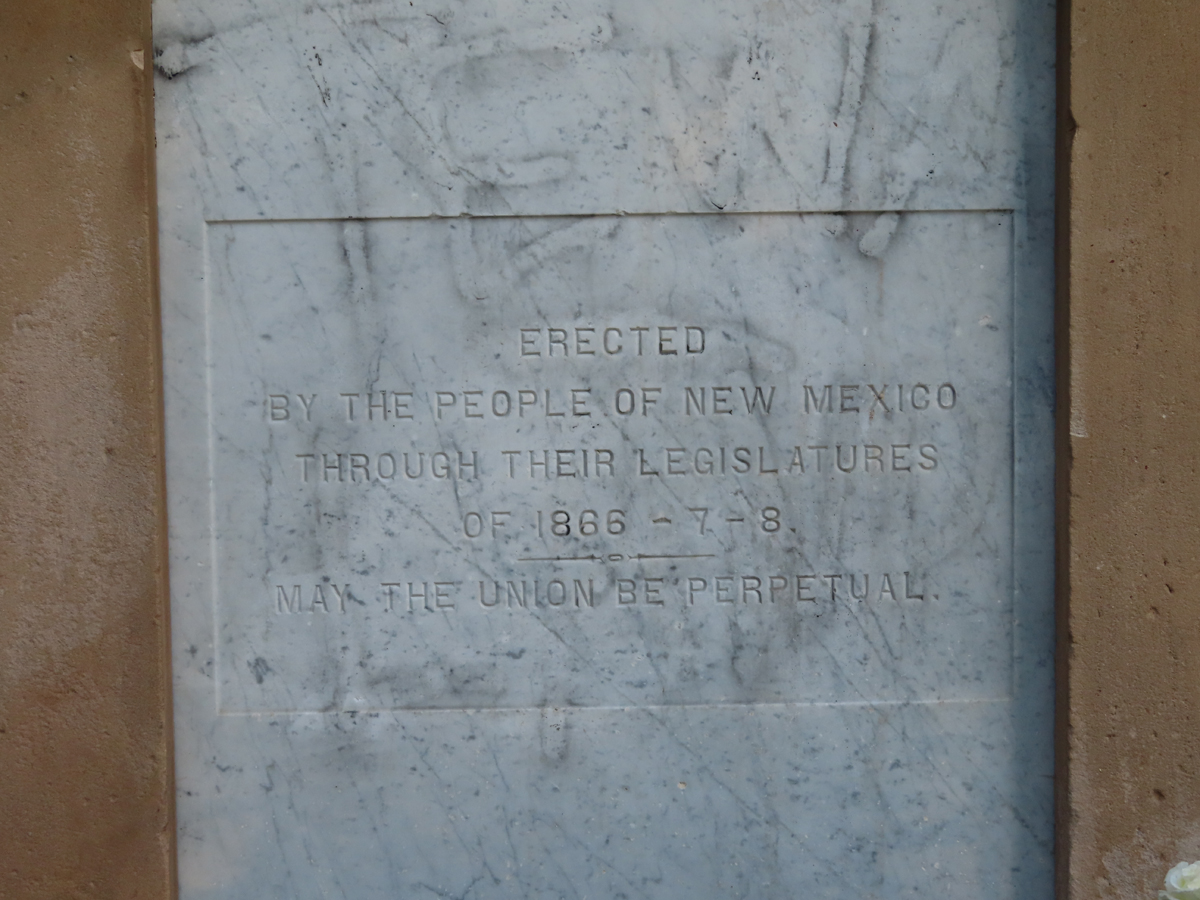 ERECTED
BY THE PEOPLE OF NEW MEXICO
THROUGH THEIR LEGISLATURES
OF 1866 - 7 - 8.
MAY THE UNION BE PERPETUAL.